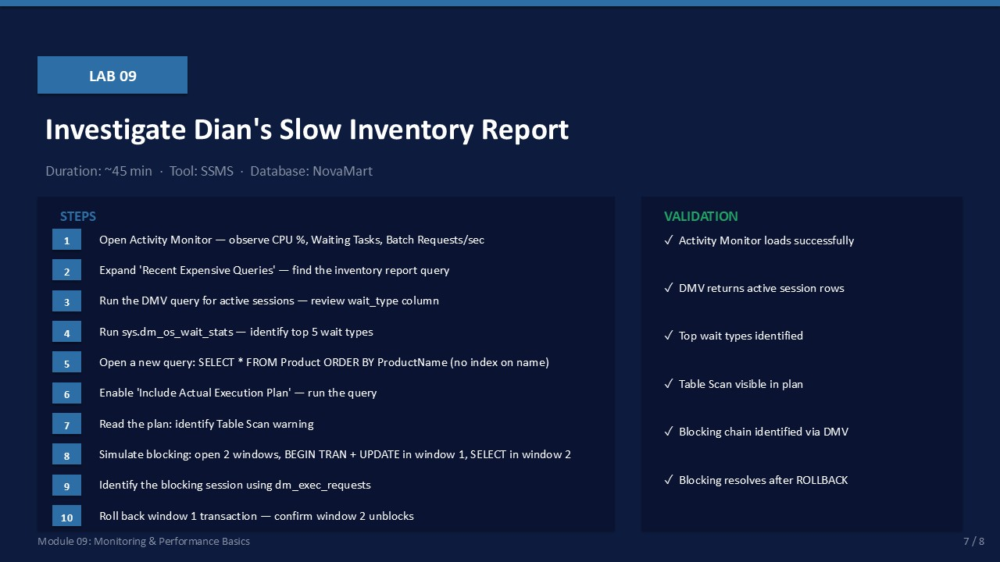 LAB 09
Investigate Dian's Slow Inventory Report
Duration: ~45 min · Tool: SSMS · Database: NovaMart
STEPS
1 Open Activity Monitor — observe CPU %, Waiting Tasks, Batch Requests/sec
2 Expand 'Recent Expensive Queries' — find the inventory report query
3 Run the DMV query for active sessions — review wait_type column
4 Run sys.dm_os_wait_stats — identify top 5 wait types
5 Open a new query: SELECT * FROM Product ORDER BY ProductName (no index on name)
6 Enable 'Include Actual Execution Plan' — run the query
7 Read the plan: identify Table Scan warning
8 Simulate blocking: open 2 windows, BEGIN TRAN + UPDATE in window 1, SELECT in window 2
9 Identify the blocking session using dm_exec_requests
10 Roll back window 1 transaction — confirm window 2 unblocks
VALIDATION
✓ Activity Monitor loads successfully
✓ DMV returns active session rows
✓ Top wait types identified
✓ Table Scan visible in plan
✓ Blocking chain identified via DMV
✓ Blocking resolves after ROLLBACK
Module 09: Monitoring & Performance Basics
7 / 8